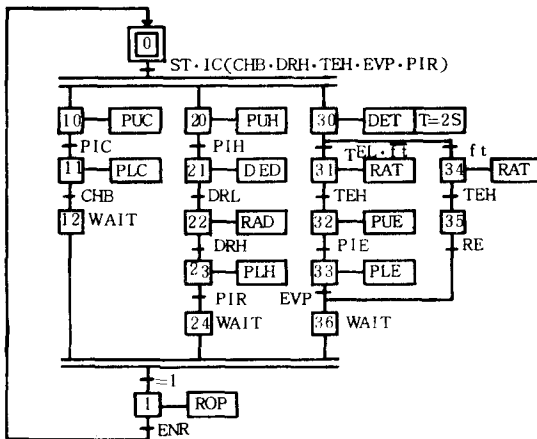 0
ST·IC(CHB·DRH·TEH·EVP·PIR)
10 PUC 20 PUH 30 DET T=2S
PIC PIH TEL·ft ft
11 PLC 21 DED 31 RAT 34 RAT
CHB DRL TEH TEH
12 WAIT 22 RAD 32 PUE 35
DRH PIE RE
23 PLH 33 PLE
PIR EVP
24 WAIT 36 WAIT
=1
1 ROP
ENR